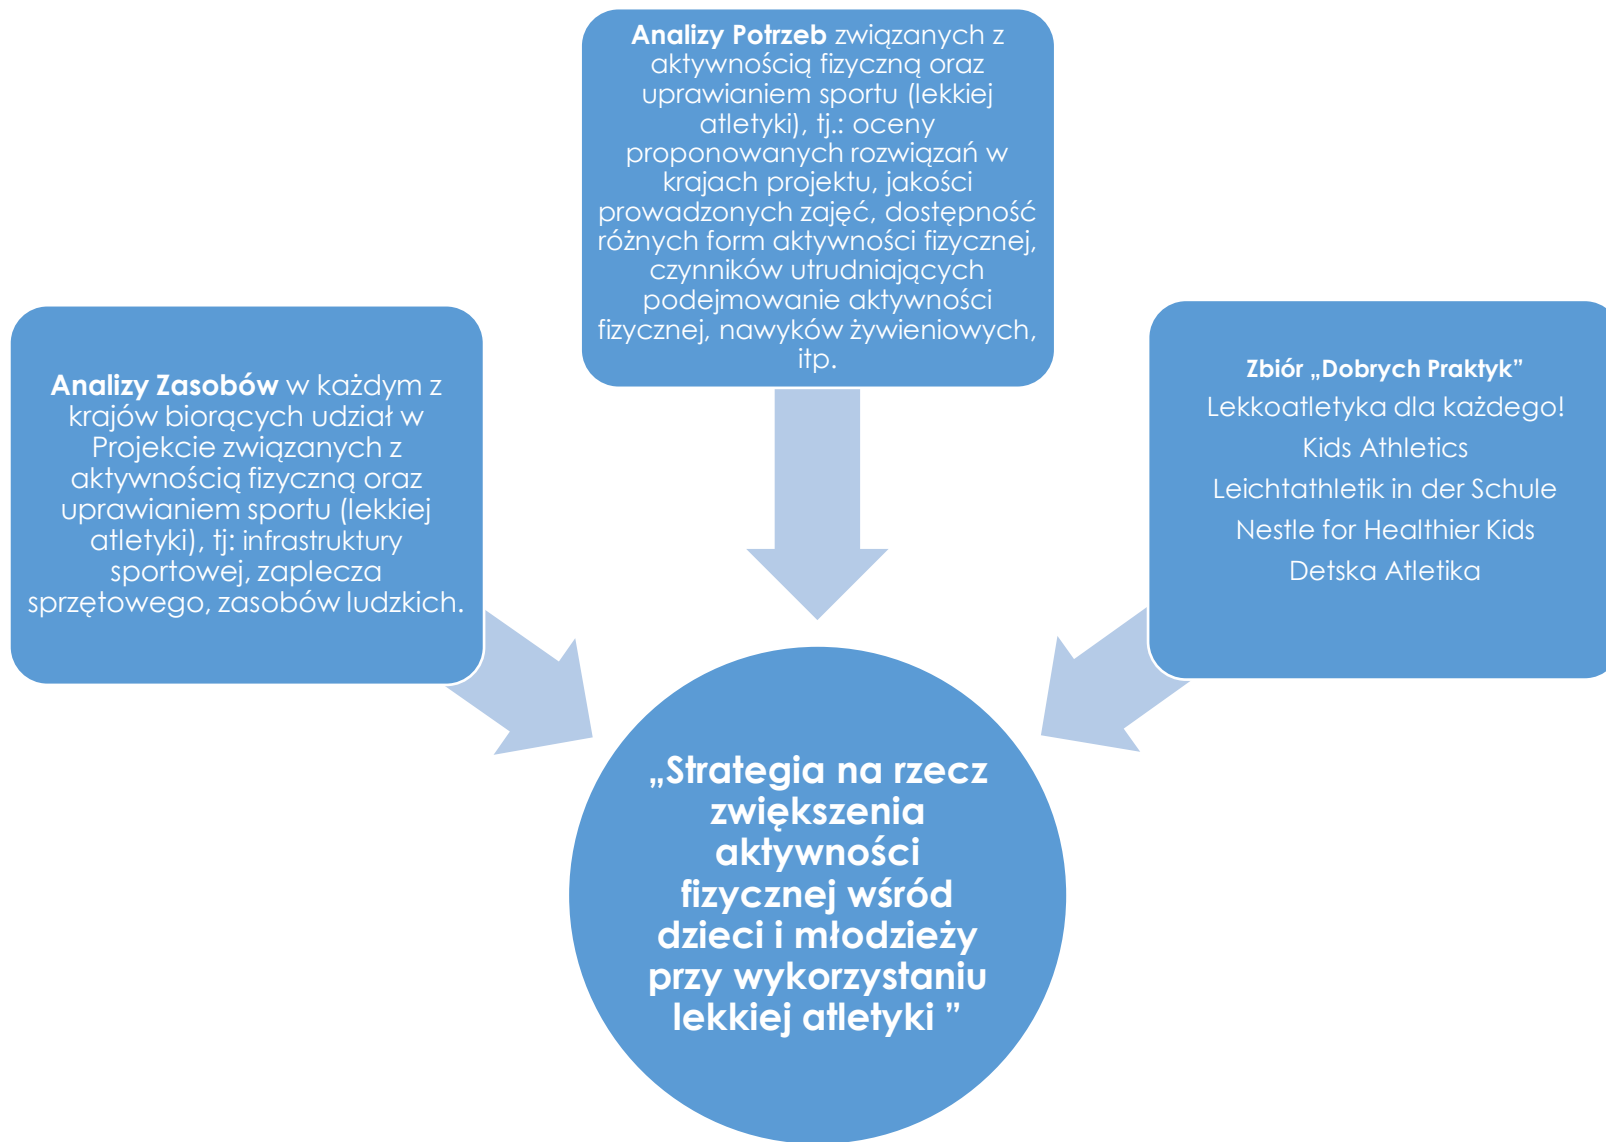 Analizy Potrzeb związanych z
aktywnością fizyczną oraz
uprawianiem sportu (lekkiej
atletyki), tj.: oceny
proponowanych rozwiązań w
krajach projektu, jakości
prowadzonych zajęć, dostępność
różnych form aktywności fizycznej,
czynników utrudniających
podejmowanie aktywności
fizycznej, nawyków żywieniowych,
itp.
Analizy Zasobów w każdym z
krajów biorących udział w
Projekcie związanych z
aktywnością fizyczną oraz
uprawianiem sportu (lekkiej
atletyki), tj: infrastruktury
sportowej, zaplecza
sprzętowego, zasobów ludzkich.
Zbiór „Dobrych Praktyk”
Lekkoatletyka dla każdego!
Kids Athletics
Leichtathletik in der Schule
Nestle for Healthier Kids
Detska Atletika
„Strategia na rzecz
zwiększenia
aktywności
fizycznej wśród
dzieci i młodzieży
przy wykorzystaniu
lekkiej atletyki ”